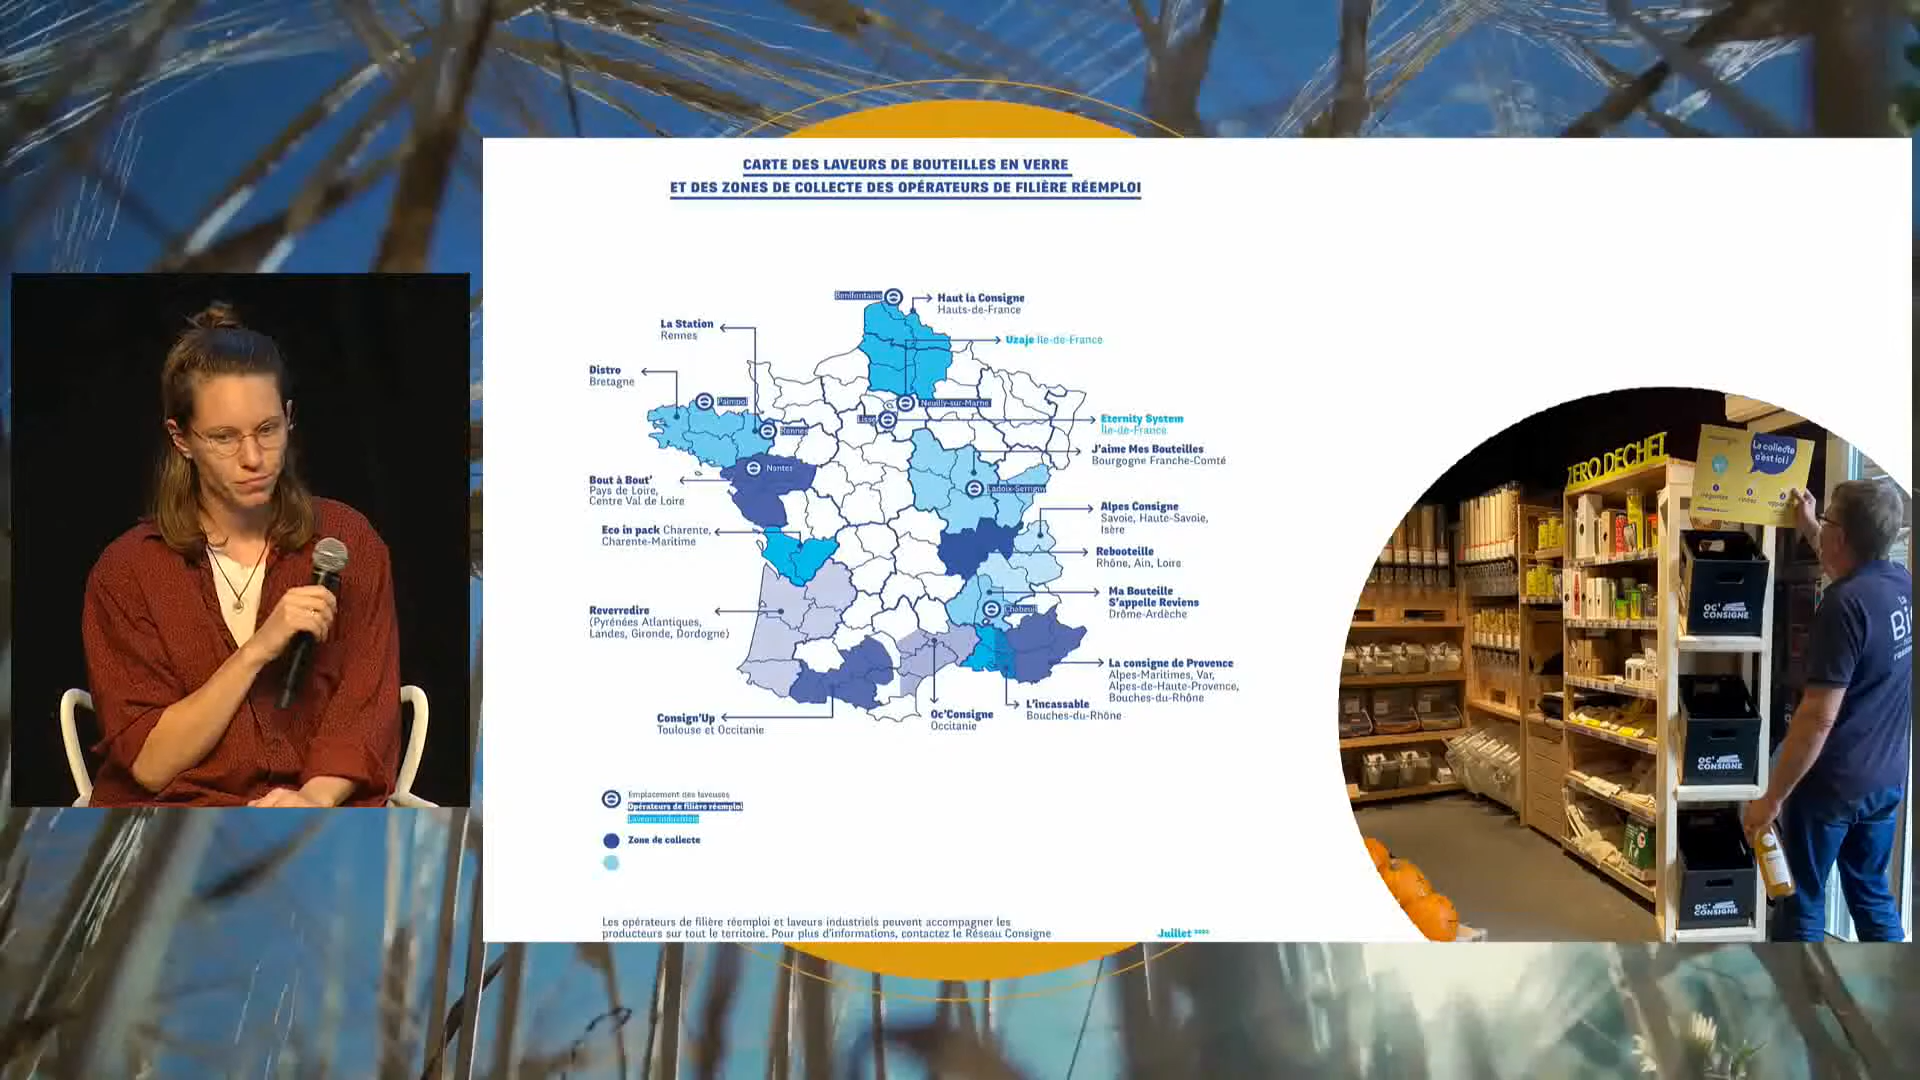 CARTE DES LAVEURS DE BOUTEILLES EN VERRE
ET DES ZONES DE COLLECTE DES OPÉRATEURS DE FILIÈRE RÉEMPLOI
Haut la Consigne
Hauts-de-France
La Station
Rennes
Uzaje Ile-de-France
Distro
Bretagne
Paimpol
Neuilly-sur-Marne
Lisses
Eternity System
Ile-de-France
Rennes
J'aime Mes Bouteilles
Bourgogne Franche-Comté
Nantes
Bout à Bout'
Pays de Loire,
Centre Val de Loire
Ladoix-Serrigny
Alpes Consigne
Savoie, Haute-Savoie,
Isère
Eco in pack Charente,
Charente-Maritime
Rebooteille
Rhône, Ain, Loire
Ma Bouteille
S'appelle Reviens
Drôme-Ardèche
Chabeuil
Reverredire
(Pyrénées Atlantiques,
Landes, Gironde, Dordogne)
La consigne de Provence
Alpes-Maritimes, Var,
Alpes-de-Haute-Provence,
Bouches-du-Rhône
L'incassable
Bouches-du-Rhône
Oc'Consigne
Occitanie
Consign'Up
Toulouse et Occitanie
Emplacement des laveuses
Opérateurs de filière réemploi
Laveurs industriels
Zone de collecte
Les opérateurs de filière réemploi et laveurs industriels peuvent accompagner les
producteurs sur tout le territoire. Pour plus d'informations, contactez le Réseau Consigne
Juillet
ZERO DECHET
La collecte
c'est ici !
OC'
CONSIGNE
OC'
CONSIGNE
OC'
CONSIGNE